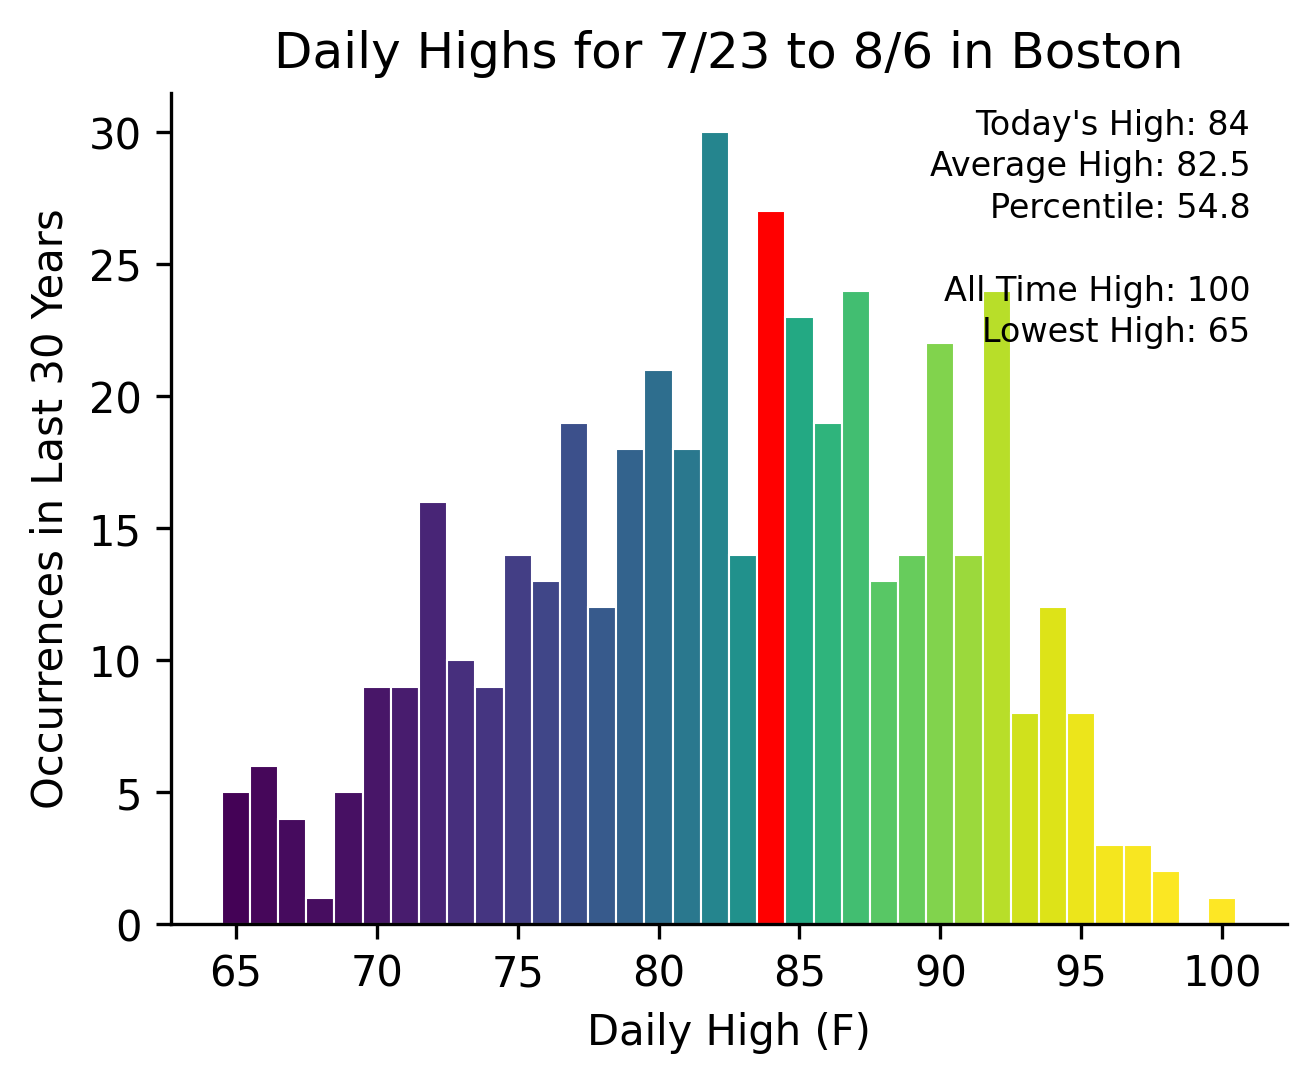 Daily Highs for 7/23 to 8/6 in Boston
Today's High: 84
Average High: 82.5
Percentile: 54.8
All Time High: 100
Lowest High: 65
Occurrences in Last 30 Years
30
25
20
15
10
5
0
65 70 75 80 85 90 95 100
Daily High (F)